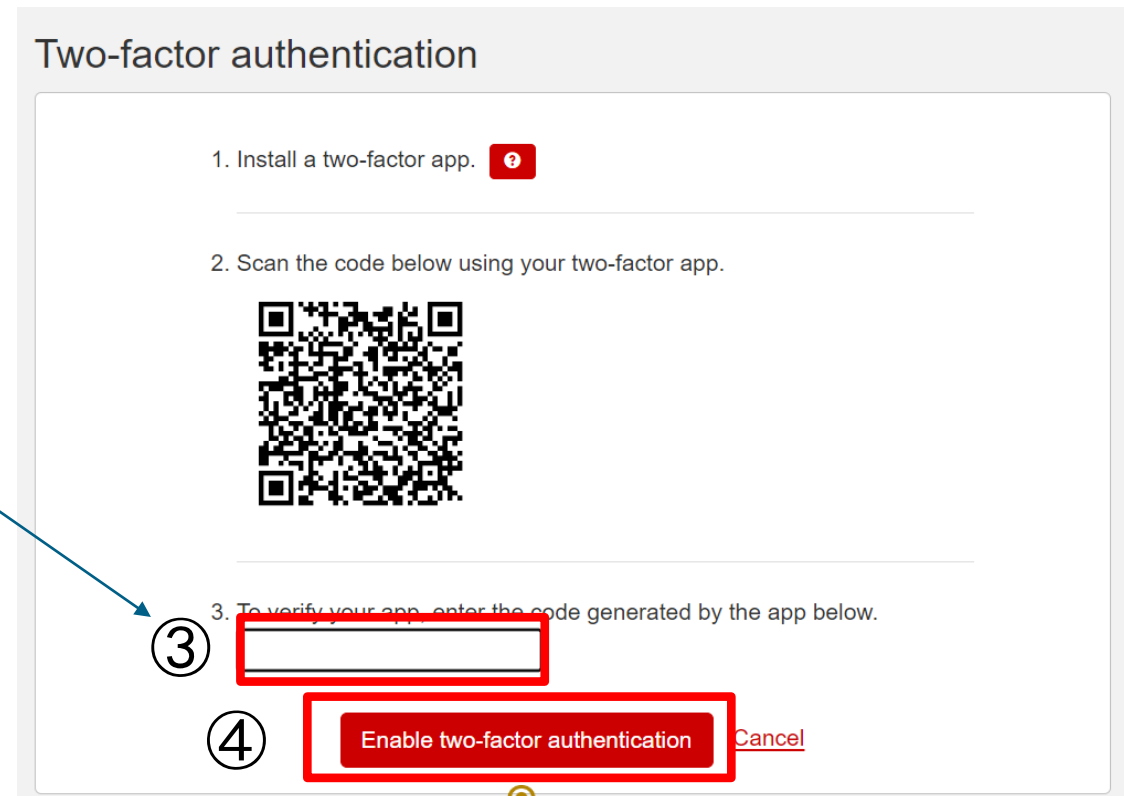 Two-factor authentication
1. Install a two-factor app.
2. Scan the code below using your two-factor app.
3. To verify your app, enter the code generated by the app below.
③
④ Enable two-factor authentication Cancel